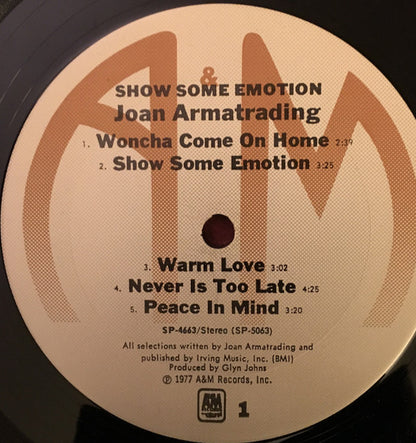 A&M
SHOW SOME EMOTION
Joan Armatrading
1. Woncha Come On Home 2:39
2. Show Some Emotion 3:25
3. Warm Love 3:02
4. Never Is Too Late 4:25
5. Peace In Mind 3:20
SP-4663/Stereo (SP-5063)
All selections written by Joan Armatrading and
published by Irving Music, Inc. (BMI)
Produced by Glyn Johns
℗ 1977 A&M Records, Inc.
A&M 1